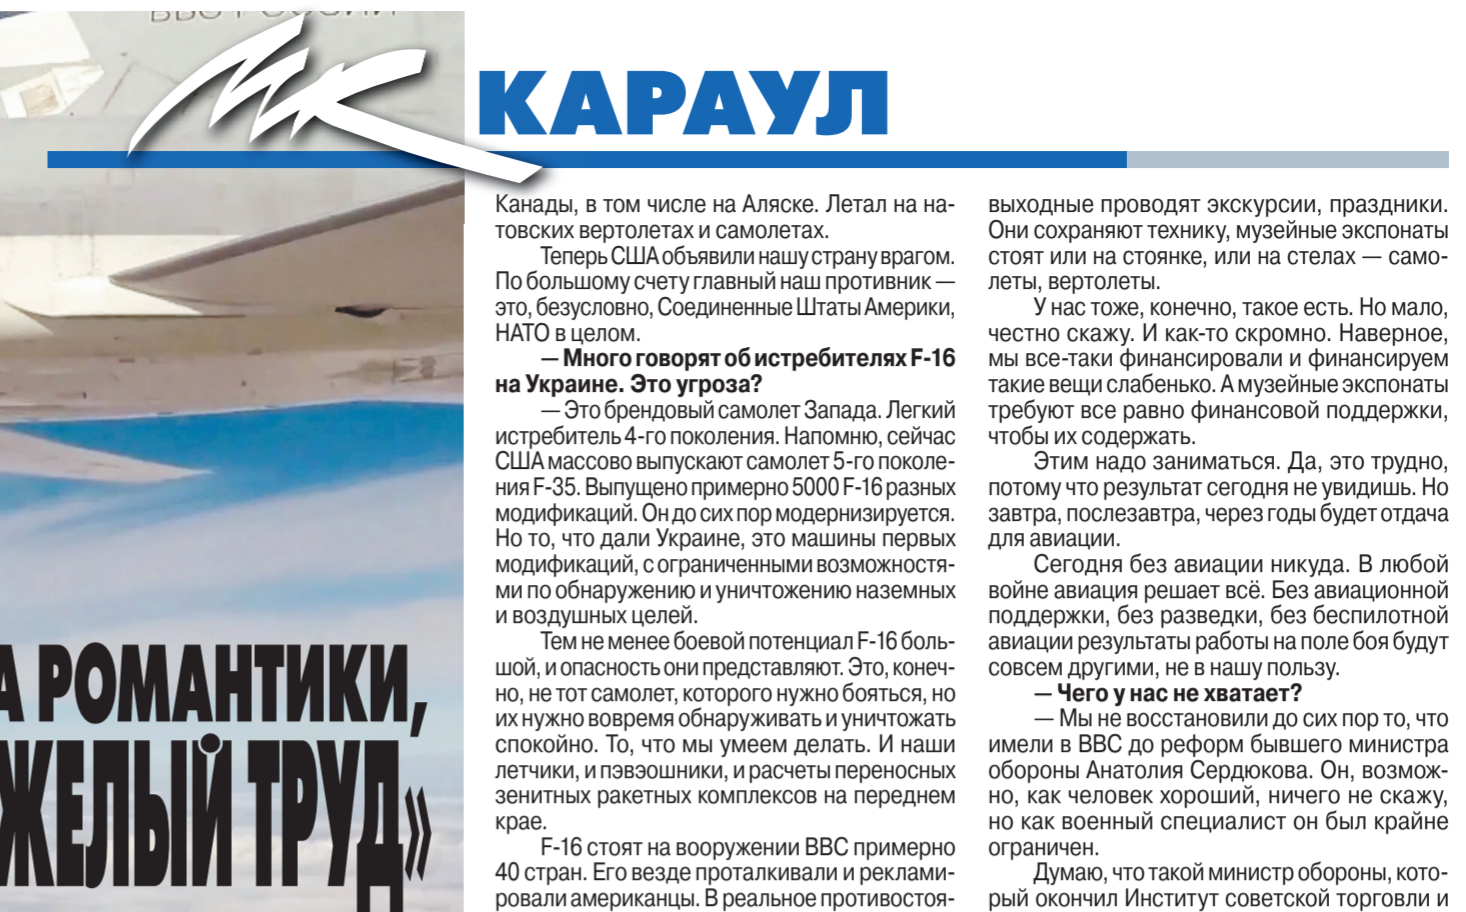 ВВС РОССИИ
МК
КАРАУЛ
А РОМАНТИКИ,
ЖЕЛЫЙ ТРУД»
Канады, в том числе на Аляске. Летал на на-
товских вертолетах и самолетах.
Теперь США объявили нашу страну врагом.
По большому счету главный наш противник —
это, безусловно, Соединенные Штаты Америки,
НАТО в целом.
— Много говорят об истребителях F-16
на Украине. Это угроза?
— Это брендовый самолет Запада. Легкий
истребитель 4-го поколения. Напомню, сейчас
США массово выпускают самолет 5-го поколе-
ния F-35. Выпущено примерно 5000 F-16 разных
модификаций. Он до сих пор модернизируется.
Но то, что дали Украине, это машины первых
модификаций, с ограниченными возможностя-
ми по обнаружению и уничтожению наземных
и воздушных целей.
Тем не менее боевой потенциал F-16 боль-
шой, и опасность они представляют. Это, конеч-
но, не тот самолет, которого нужно бояться, но
их нужно вовремя обнаруживать и уничтожать
спокойно. То, что мы умеем делать. И наши
летчики, и пэвэошники, и расчеты переносных
зенитных ракетных комплексов на переднем
крае.
F-16 стоят на вооружении ВВС примерно
40 стран. Его везде проталкивали и реклами-
ровали американцы. В реальное противостоя-
выходные проводят экскурсии, праздники.
Они сохраняют технику, музейные экспонаты
стоят или на стоянке, или на стелах — само-
леты, вертолеты.
У нас тоже, конечно, такое есть. Но мало,
честно скажу. И как-то скромно. Наверное,
мы все-таки финансировали и финансируем
такие вещи слабенько. А музейные экспонаты
требуют все равно финансовой поддержки,
чтобы их содержать.
Этим надо заниматься. Да, это трудно,
потому что результат сегодня не увидишь. Но
завтра, послезавтра, через годы будет отдача
для авиации.
Сегодня без авиации никуда. В любой
войне авиация решает всё. Без авиационной
поддержки, без разведки, без беспилотной
авиации результаты работы на поле боя будут
совсем другими, не в нашу пользу.
— Чего у нас не хватает?
— Мы не восстановили до сих пор то, что
имели в ВВС до реформ бывшего министра
обороны Анатолия Сердюкова. Он, возмож-
но, как человек хороший, ничего не скажу,
но как военный специалист он был крайне
ограничен.
Думаю, что такой министр обороны, кото-
рый окончил Институт советской торговли и